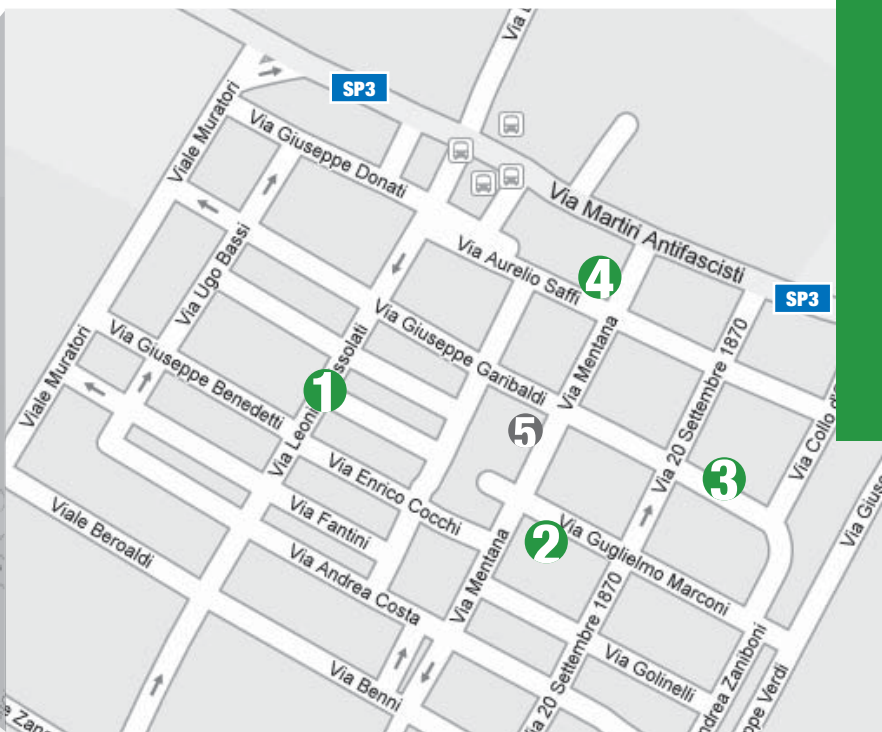 Viale Muratori
SP3
Via Giuseppe Donati
Via Martiri Antifascisti
Via Ugo Bassi
Via Aurelio Saffi
4
SP3
Via Giuseppe Garibaldi
Via Mentana
Via 20 Settembre 1870
Viale Muratori
Via Giuseppe Benedetti
1
5
3
Via Enrico Cocchi
Via Fantini
Viale Beroaldi
2
Via Guglielmo Marconi
Via Andrea Costa
Via Mentana
20 Settembre 1870
Via Golinelli
Via Benni